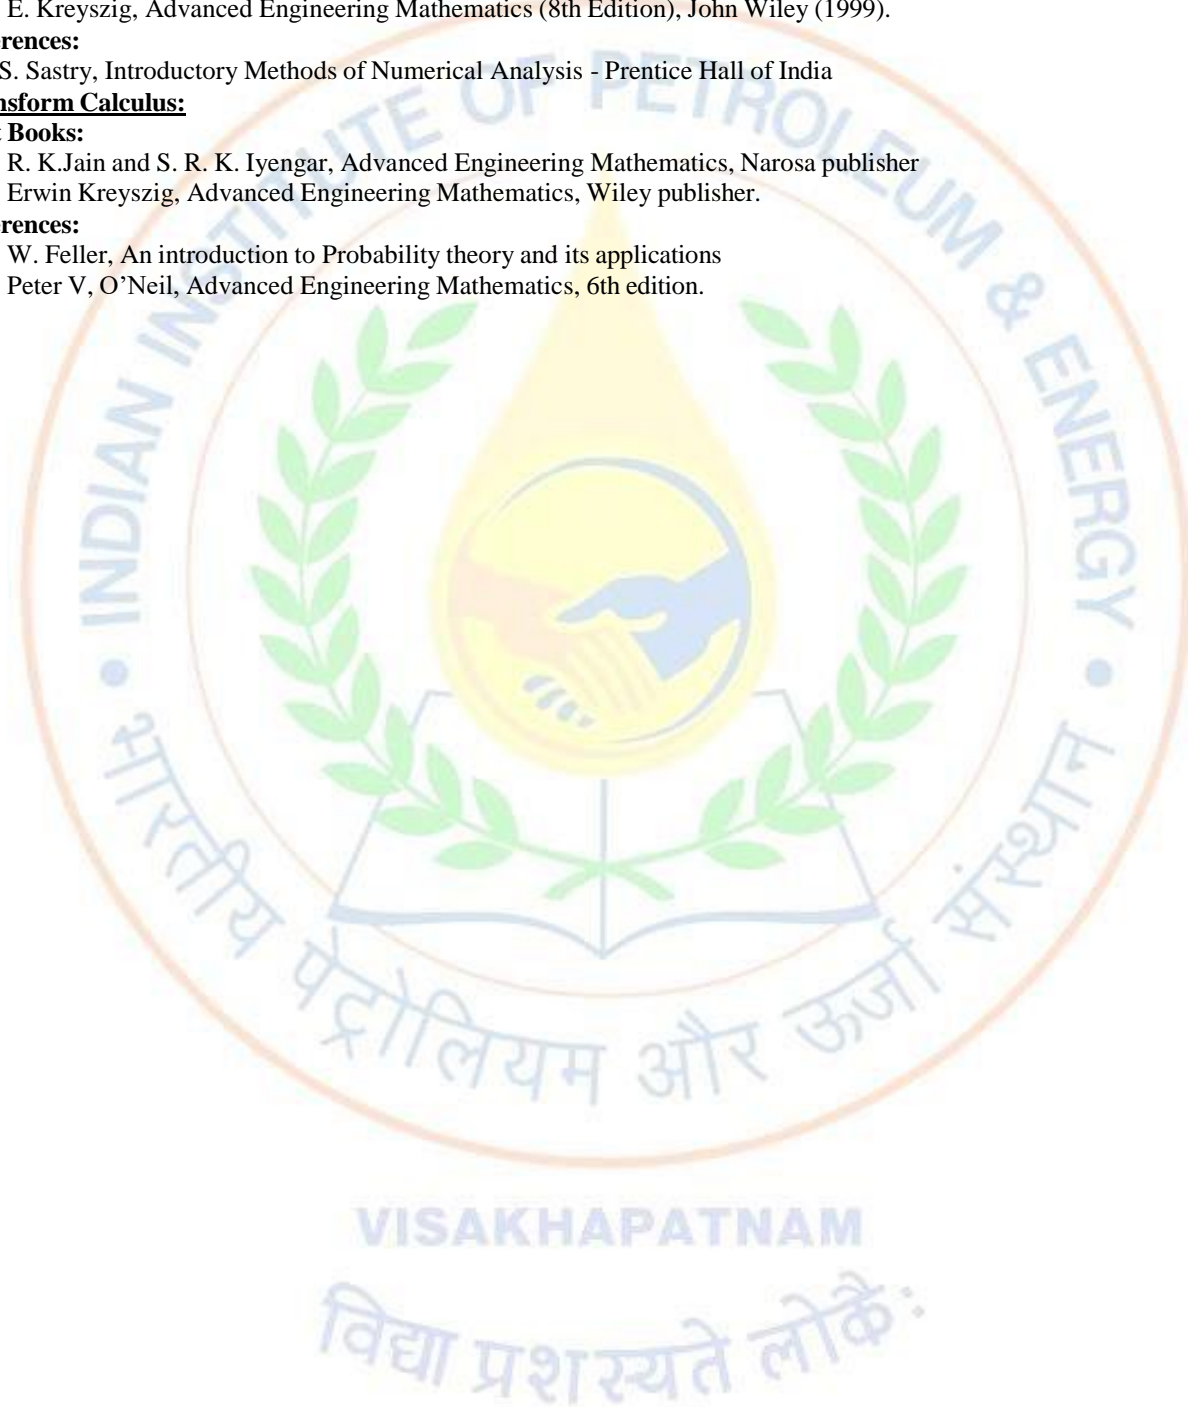 E. Kreyszig, Advanced Engineering Mathematics (8th Edition), John Wiley (1999).
erences:
S. Sastry, Introductory Methods of Numerical Analysis - Prentice Hall of India
nsform Calculus:
Books:
R. K.Jain and S. R. K. Iyengar, Advanced Engineering Mathematics, Narosa publisher
Erwin Kreyszig, Advanced Engineering Mathematics, Wiley publisher.
erences:
W. Feller, An introduction to Probability theory and its applications
Peter V, O’Neil, Advanced Engineering Mathematics, 6th edition.
• INDIAN INSTITUTE OF PETROLEUM & ENERGY •
भारतीय पेट्रोलियम और ऊर्जा संस्थान
VISAKHAPATNAM
विद्या प्रशस्यते लोकैः